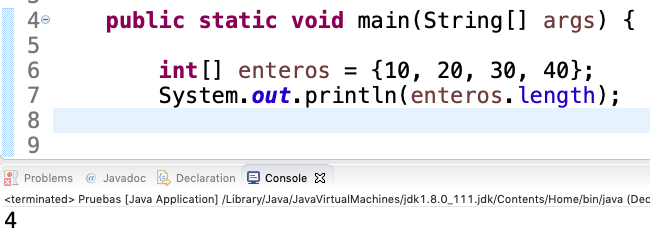 4 public static void main(String[] args) {
5
6 int[] enteros = {10, 20, 30, 40};
7 System.out.println(enteros.length);
8
9
Problems @ Javadoc Declaration Console
<terminated> Pruebas [Java Application] /Library/Java/JavaVirtualMachines/jdk1.8.0_111.jdk/Contents/Home/bin/java (Dec
4